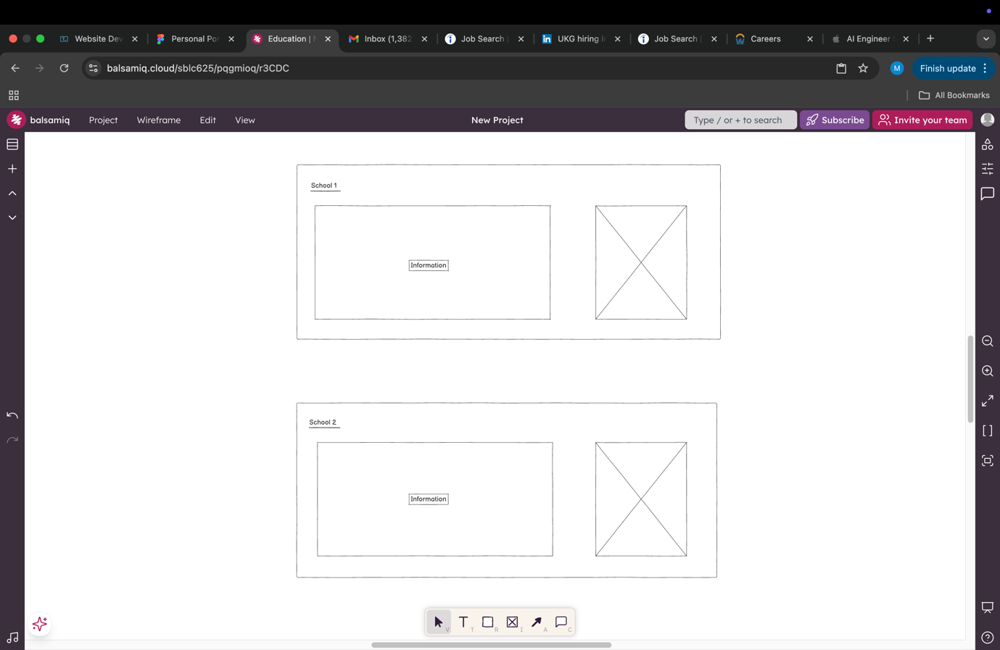 Website Dev
Personal Por
Education |
Inbox (1,382
Job Search
UKG hiring
Job Search
Careers
AI Engineer
balsamiq.cloud/sblc625/pqgmioq/r3CDC
M
Finish update
All Bookmarks
balsamiq
Project
Wireframe
Edit
View
New Project
Type / or + to search
Subscribe
Invite your team
School 1
Information
School 2
Information
T
V
T
R
I
A
C